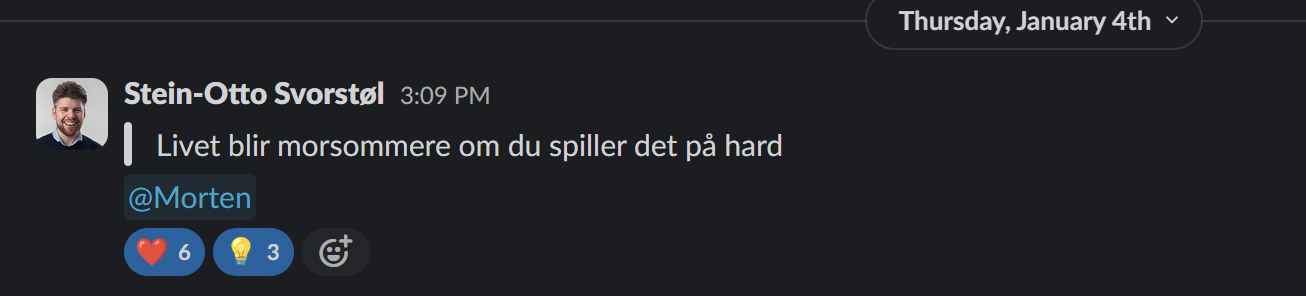 Thursday, January 4th
Stein-Otto Svorstøl 3:09 PM
Livet blir morsommere om du spiller det på hard
@Morten
6 3